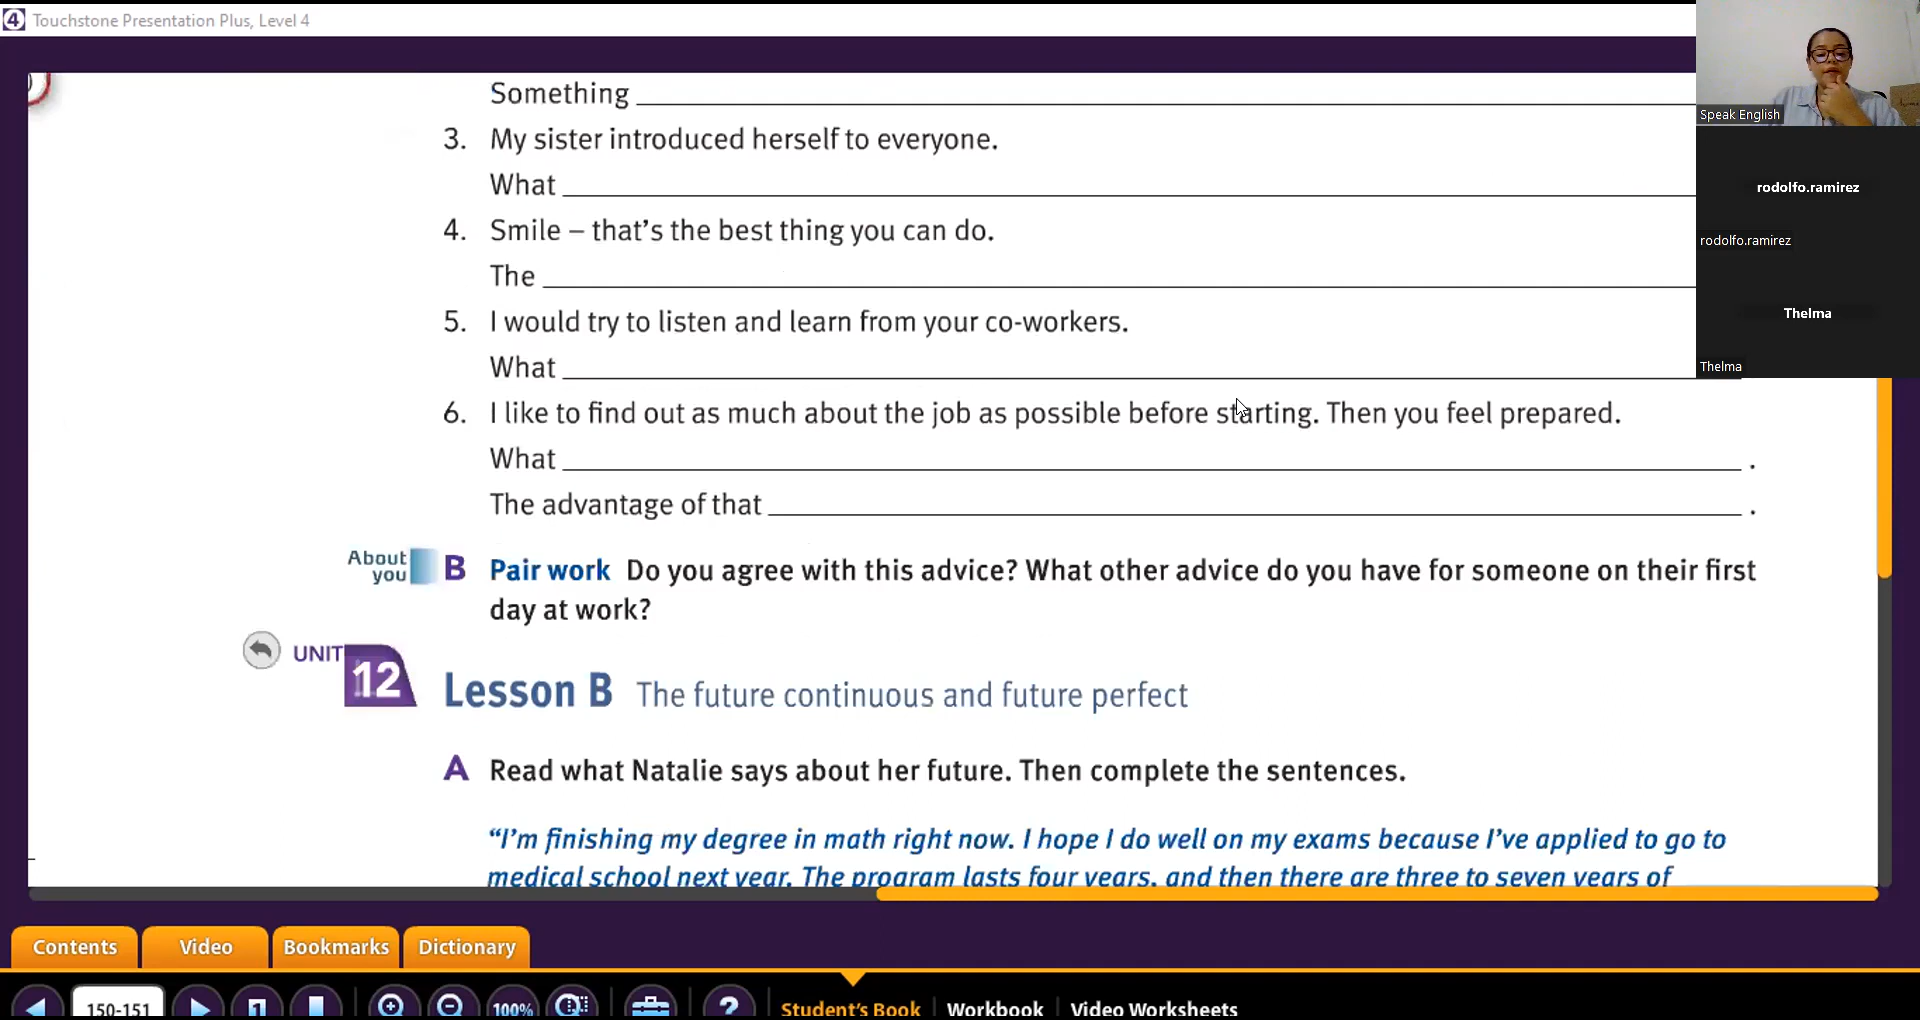 Touchstone Presentation Plus, Level 4
Something
3. My sister introduced herself to everyone.
What
4. Smile – that's the best thing you can do.
The
5. I would try to listen and learn from your co-workers.
What
6. I like to find out as much about the job as possible before starting. Then you feel prepared.
What .
The advantage of that .
About you B Pair work Do you agree with this advice? What other advice do you have for someone on their first
day at work?
UNIT 12 Lesson B The future continuous and future perfect
A Read what Natalie says about her future. Then complete the sentences.
"I'm finishing my degree in math right now. I hope I do well on my exams because I've applied to go to
medical school next year. The program lasts four years, and then there are three to seven years of
Speak English
rodolfo.ramirez
rodolfo.ramirez
Thelma
Thelma
Contents Video Bookmarks Dictionary
150-151 100% ? Student's Book Workbook Video Worksheets